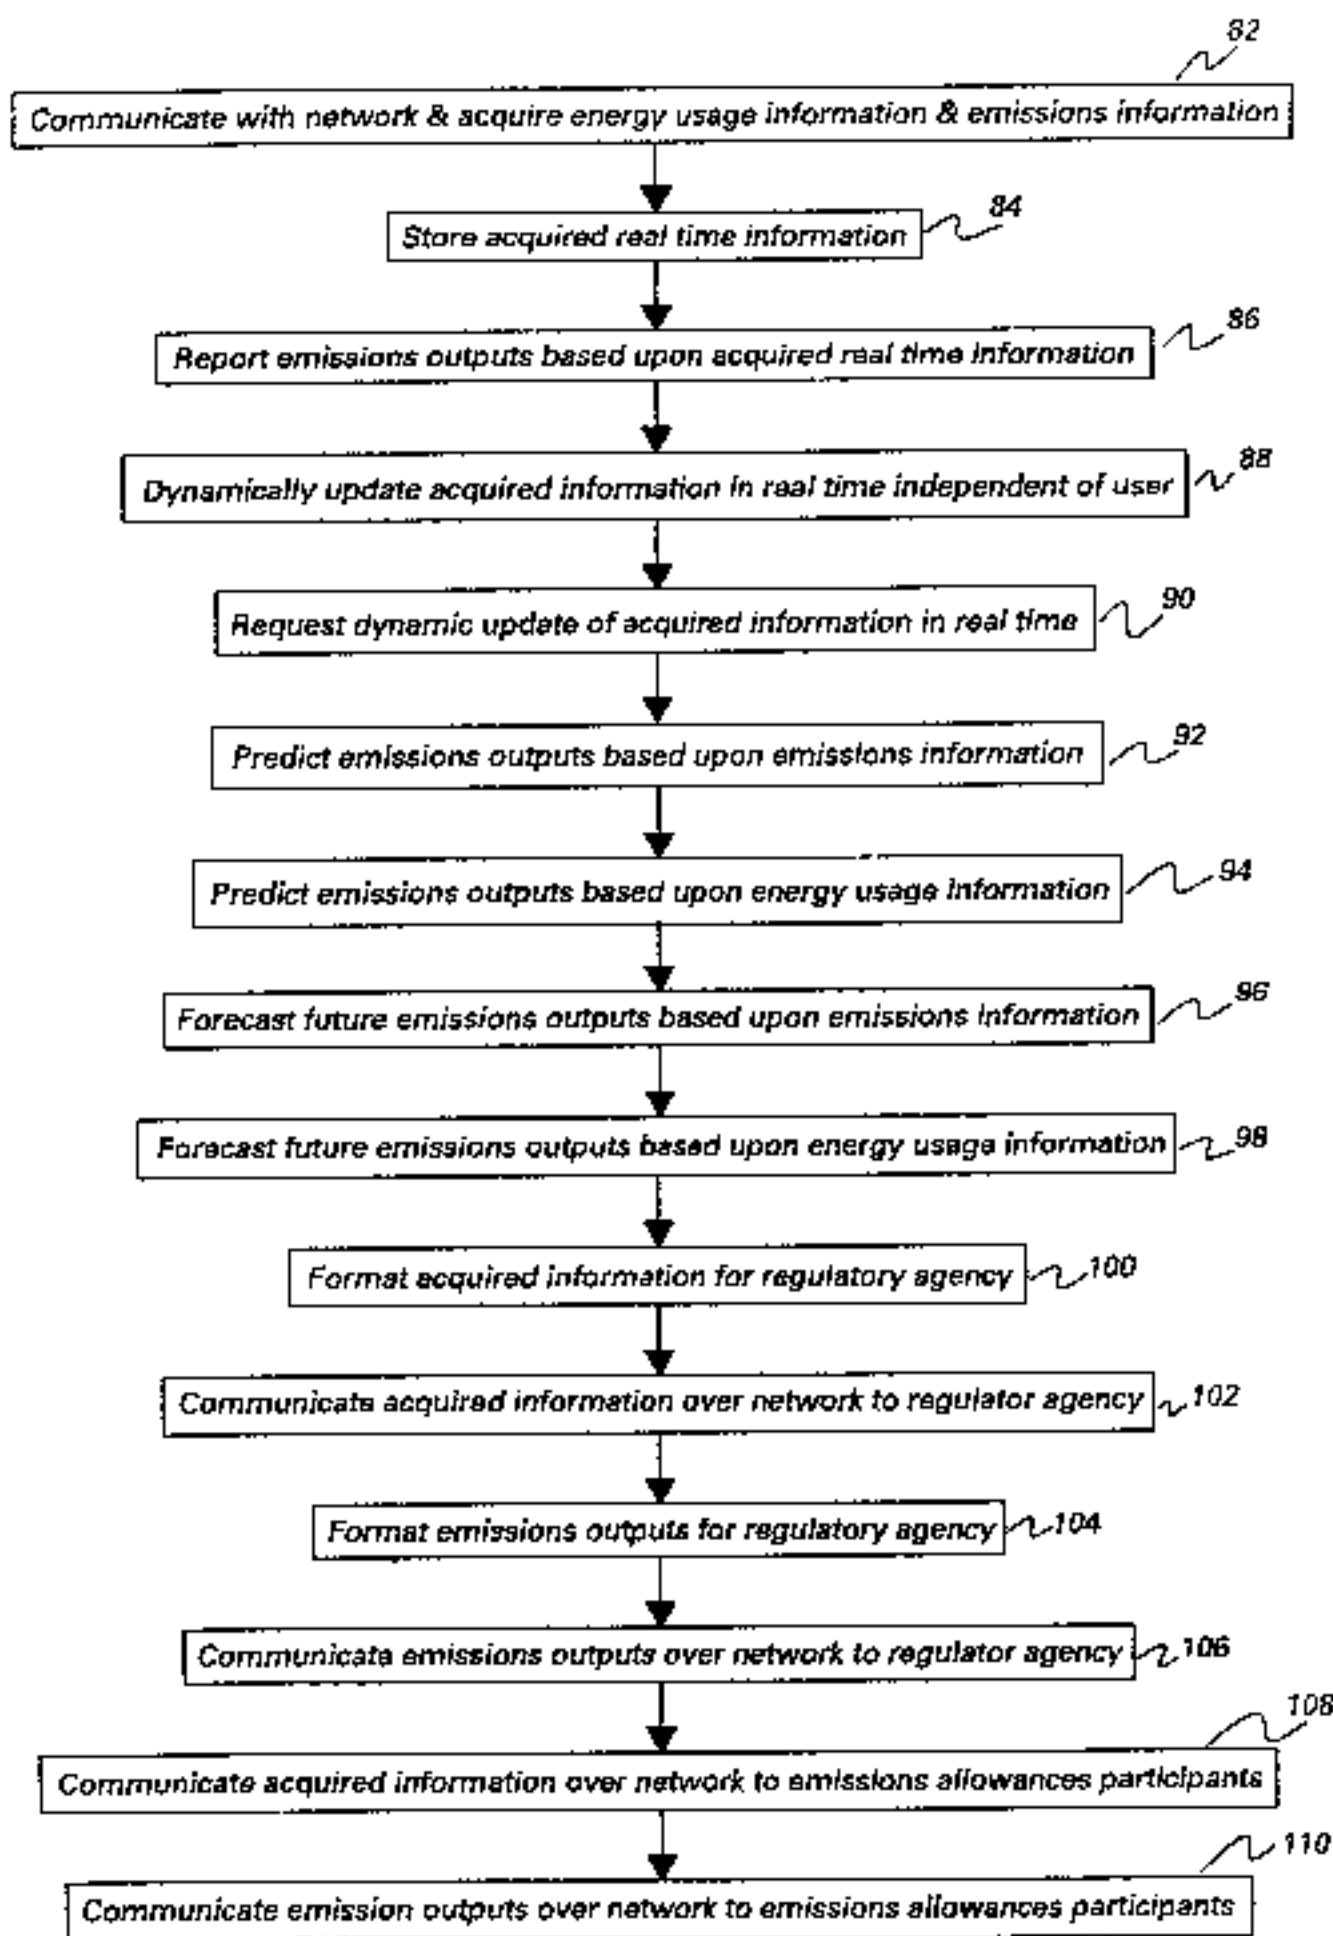 82
Communicate with network & acquire energy usage information & emissions information
84
Store acquired real time information
86
Report emissions outputs based upon acquired real time information
88
Dynamically update acquired information in real time independent of user
90
Request dynamic update of acquired information in real time
92
Predict emissions outputs based upon emissions information
94
Predict emissions outputs based upon energy usage information
96
Forecast future emissions outputs based upon emissions information
98
Forecast future emissions outputs based upon energy usage information
100
Format acquired information for regulatory agency
102
Communicate acquired information over network to regulator agency
104
Format emissions outputs for regulatory agency
106
Communicate emissions outputs over network to regulator agency
108
Communicate acquired information over network to emissions allowances participants
110
Communicate emission outputs over network to emissions allowances participants